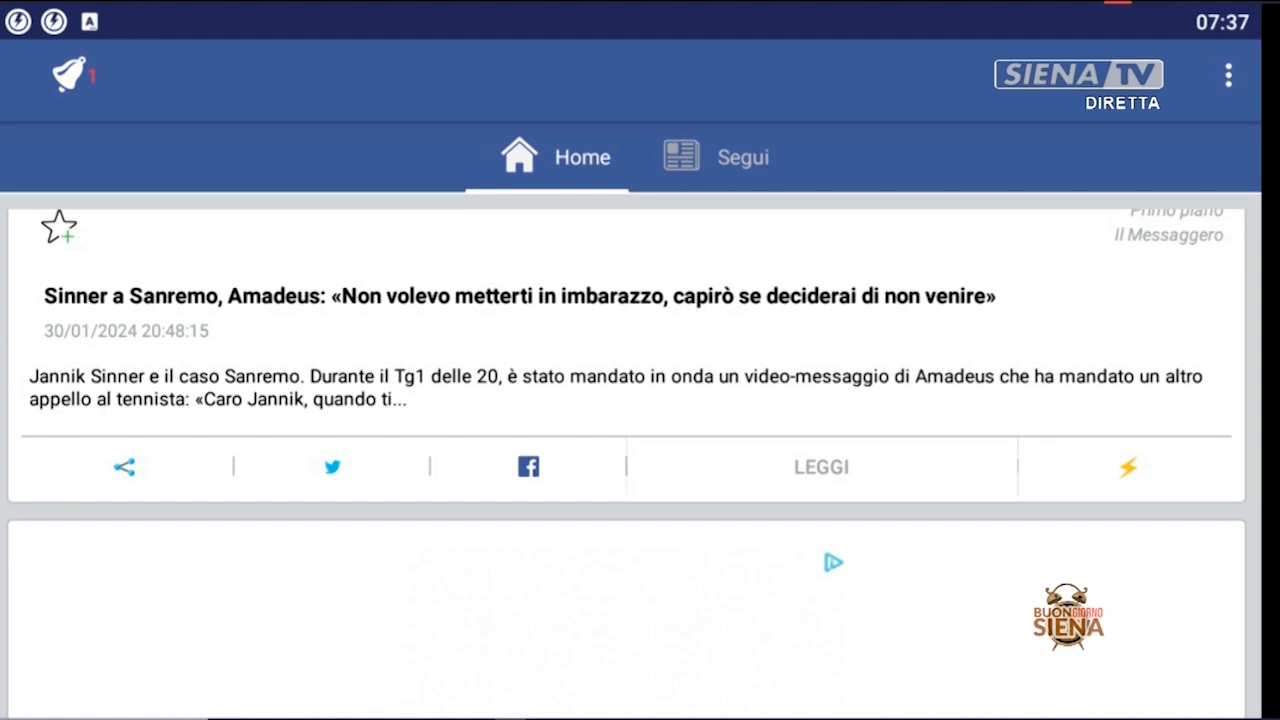 A
07:37
1
SIENA TV
DIRETTA
Home
Segui
Primo piano
Il Messaggero
Sinner a Sanremo, Amadeus: «Non volevo metterti in imbarazzo, capirò se deciderai di non venire»
30/01/2024 20:48:15
Jannik Sinner e il caso Sanremo. Durante il Tg1 delle 20, è stato mandato in onda un video-messaggio di Amadeus che ha mandato un altro
appello al tennista: «Caro Jannik, quando ti...
LEGGI
BUONGIORNO
SIENA